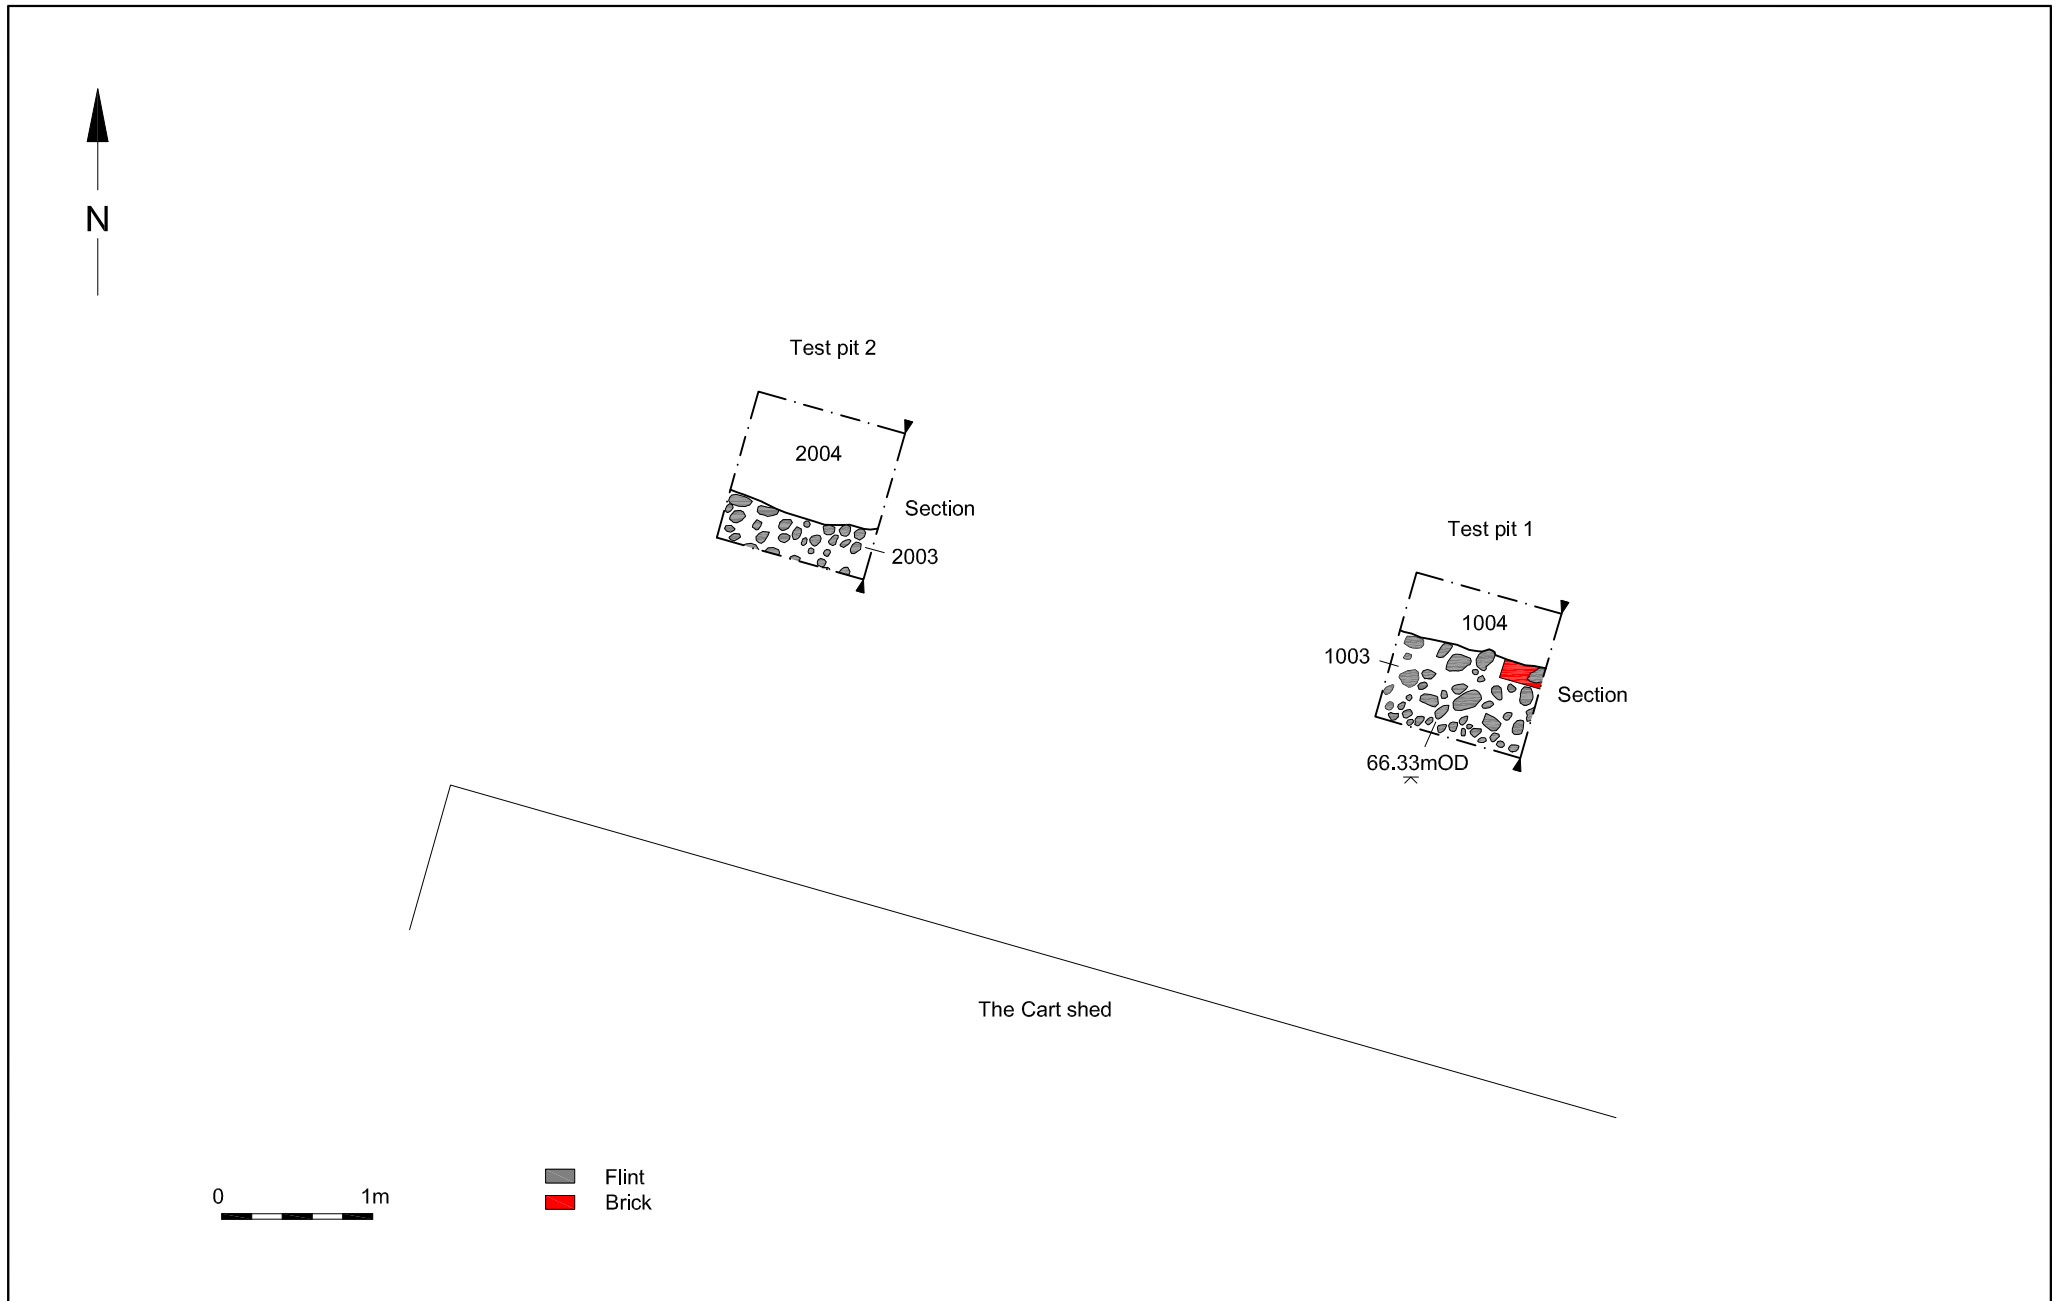 N
Test pit 2
2004
Section
2003
Test pit 1
1004
1003
Section
66.33mOD
The Cart shed
0 1m
Flint
Brick